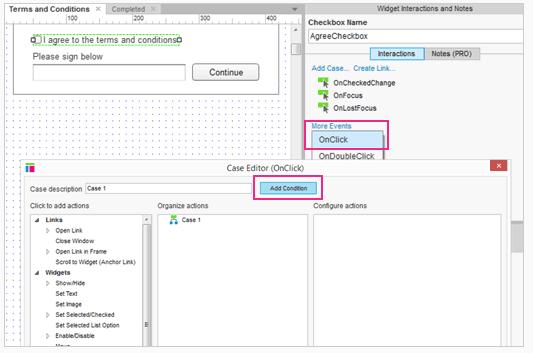 Terms and Conditions
Completed
Widget Interactions and Notes
100
200
300
400
Checkbox Name
AgreeCheckbox
I agree to the terms and conditions
Please sign below
Continue
Interactions
Notes (PRO)
Add Case...
Create Link...
OnCheckedChange
OnFocus
OnLostFocus
More Events
OnClick
OnDoubleClick
Case Editor (OnClick)
Case description
Case 1
Add Condition
Click to add actions
Organize actions
Configure actions
Links
Open Link
Close Window
Open Link in Frame
Scroll to Widget (Anchor Link)
Widgets
Show/Hide
Set Text
Set Image
Set Selected/Checked
Set Selected List Option
Enable/Disable
Move
Case 1